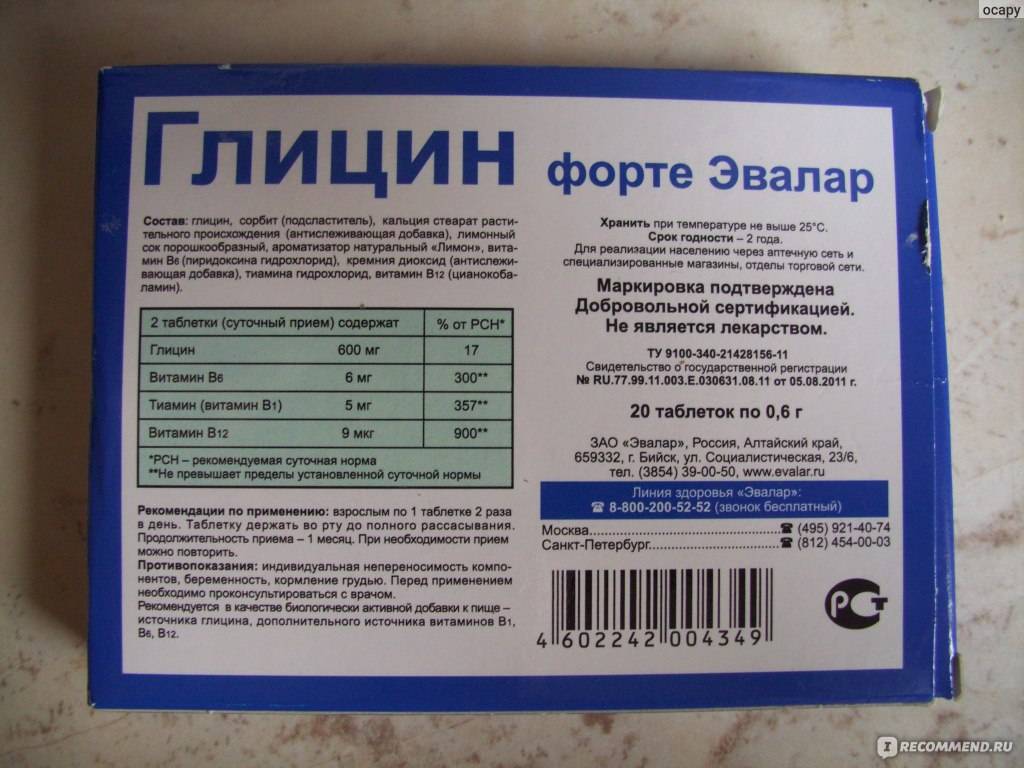 осару
Глицин форте Эвалар
Состав: глицин, сорбит (подсластитель), кальция стеарат расти-
тельного происхождения (антислеживающая добавка), лимонный
сок порошкообразный, ароматизатор натуральный «Лимон», вита-
мин В6 (пиридоксина гидрохлорид), кремния диоксид (антислежи-
вающая добавка), тиамина гидрохлорид, витамин В12 (цианокоба-
ламин).
2 таблетки (суточный прием) содержат % от РСН*
Глицин 600 мг 17
Витамин В6 6 мг 300**
Тиамин (витамин В1) 5 мг 357**
Витамин В12 9 мкг 900**
*РСН – рекомендуемая суточная норма
**Не превышает пределы установленной суточной нормы
Рекомендации по применению: взрослым по 1 таблетке 2 раза
в день. Таблетку держать во рту до полного рассасывания.
Продолжительность приема – 1 месяц. При необходимости прием
можно повторить.
Противопоказания: индивидуальная непереносимость компо-
нентов, беременность, кормление грудью. Перед применением
необходимо проконсультироваться с врачом.
Рекомендуется в качестве биологически активной добавки к пище –
источника глицина, дополнительного источника витаминов В1,
В6, В12.
Хранить при температуре не выше 25°С.
Срок годности – 2 года.
Для реализации населению через аптечную сеть и
специализированные магазины, отделы торговой сети.
Маркировка подтверждена
Добровольной сертификацией.
Не является лекарством.
ТУ 9100-340-21428156-11
Свидетельство о государственной регистрации
№ RU.77.99.11.003.Е.030631.08.11 от 05.08.2011 г.
20 таблеток по 0,6 г
ЗАО «Эвалар», Россия, Алтайский край,
659332, г. Бийск, ул. Социалистическая, 23/6,
тел. (3854) 39-00-50, www.evalar.ru
Линия здоровья «Эвалар»:
☎ 8-800-200-52-52 (звонок бесплатный)
Москва..............................☎ (495) 921-40-74
Санкт-Петербург....................☎ (812) 454-00-03
4 602242 004349
РСТ
IRECOMMEND.RU